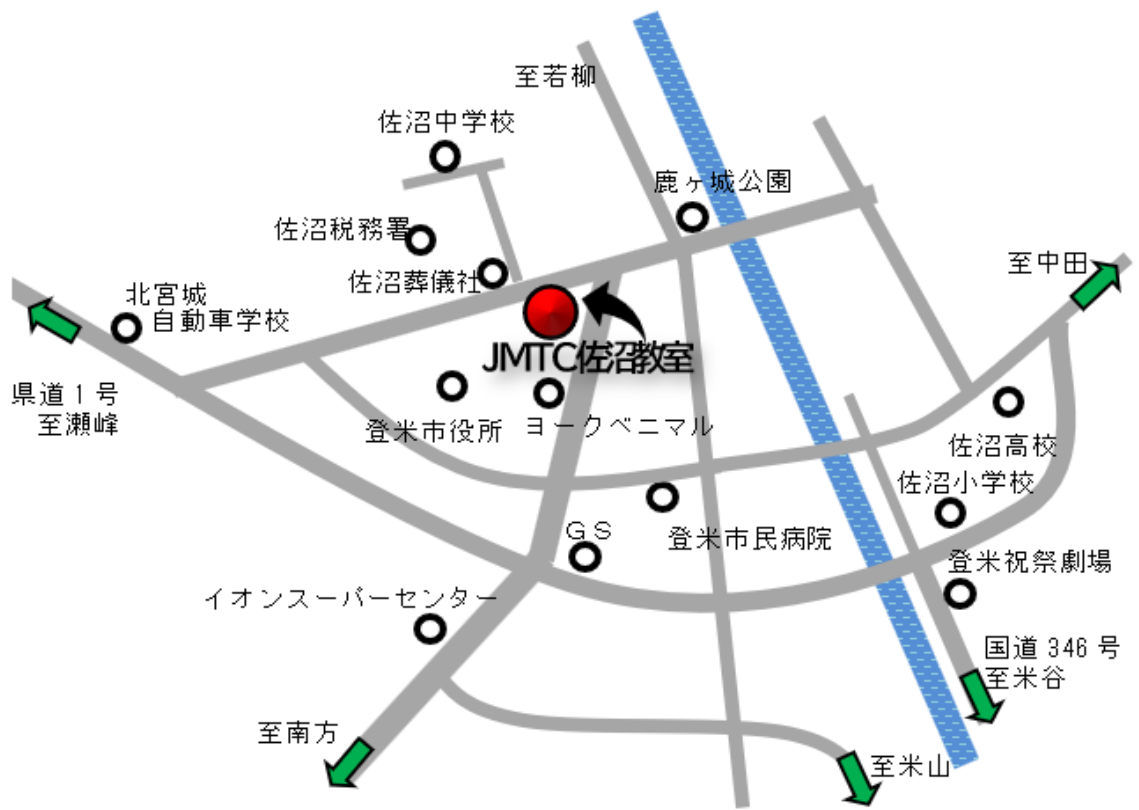 至若柳
佐沼中学校
鹿ヶ城公園
佐沼税務署
至中田
佐沼葬儀社
北宮城
自動車学校
JMTC佐沼教室
県道1号
至瀬峰
登米市役所
ヨークベニマル
佐沼高校
佐沼小学校
GS
登米市民病院
登米祝祭劇場
イオンスーパーセンター
国道346号
至米谷
至南方
至米山